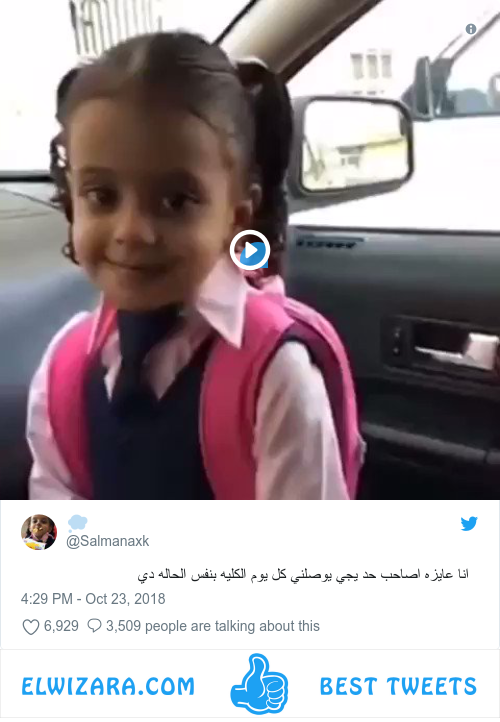 @Salmanaxk
انا عايزه اصاحب حد يجي يوصلني كل يوم الكليه بنفس الحاله دي
4:29 PM - Oct 23, 2018
6,929 3,509 people are talking about this
ELWIZARA.COM BEST TWEETS